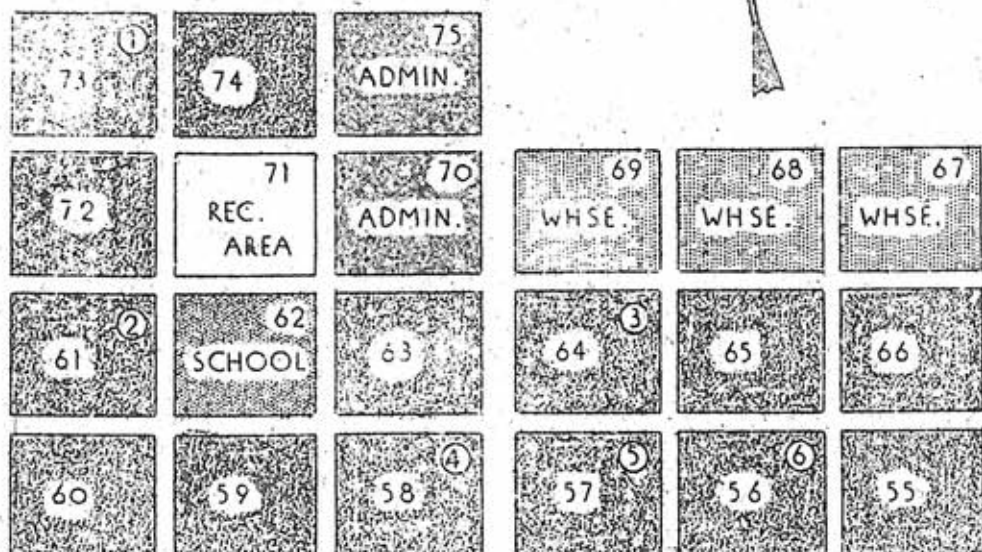 ① 73
74
75
ADMIN.
72
71
REC.
AREA
70
ADMIN.
69
WHSE.
68
WHSE.
67
WHSE.
② 61
62
SCHOOL
63
③ 64
65
66
60
59
④ 58
⑤ 57
⑥ 56
55